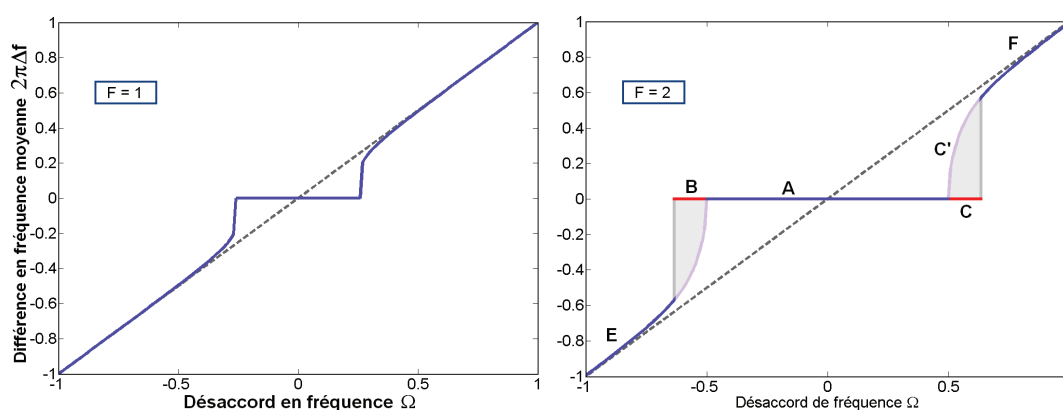 Différence en fréquence moyenne 2πΔf
1
0.8
0.6
0.4
0.2
0
-0.2
-0.4
-0.6
-0.8
-1
F = 1
-1
-0.5
0
0.5
1
Désaccord en fréquence Ω
1
0.8
0.6
0.4
0.2
0
-0.2
-0.4
-0.6
-0.8
-1
F = 2
F
C'
B
A
C
E
-1
-0.5
0
0.5
Désaccord de fréquence Ω